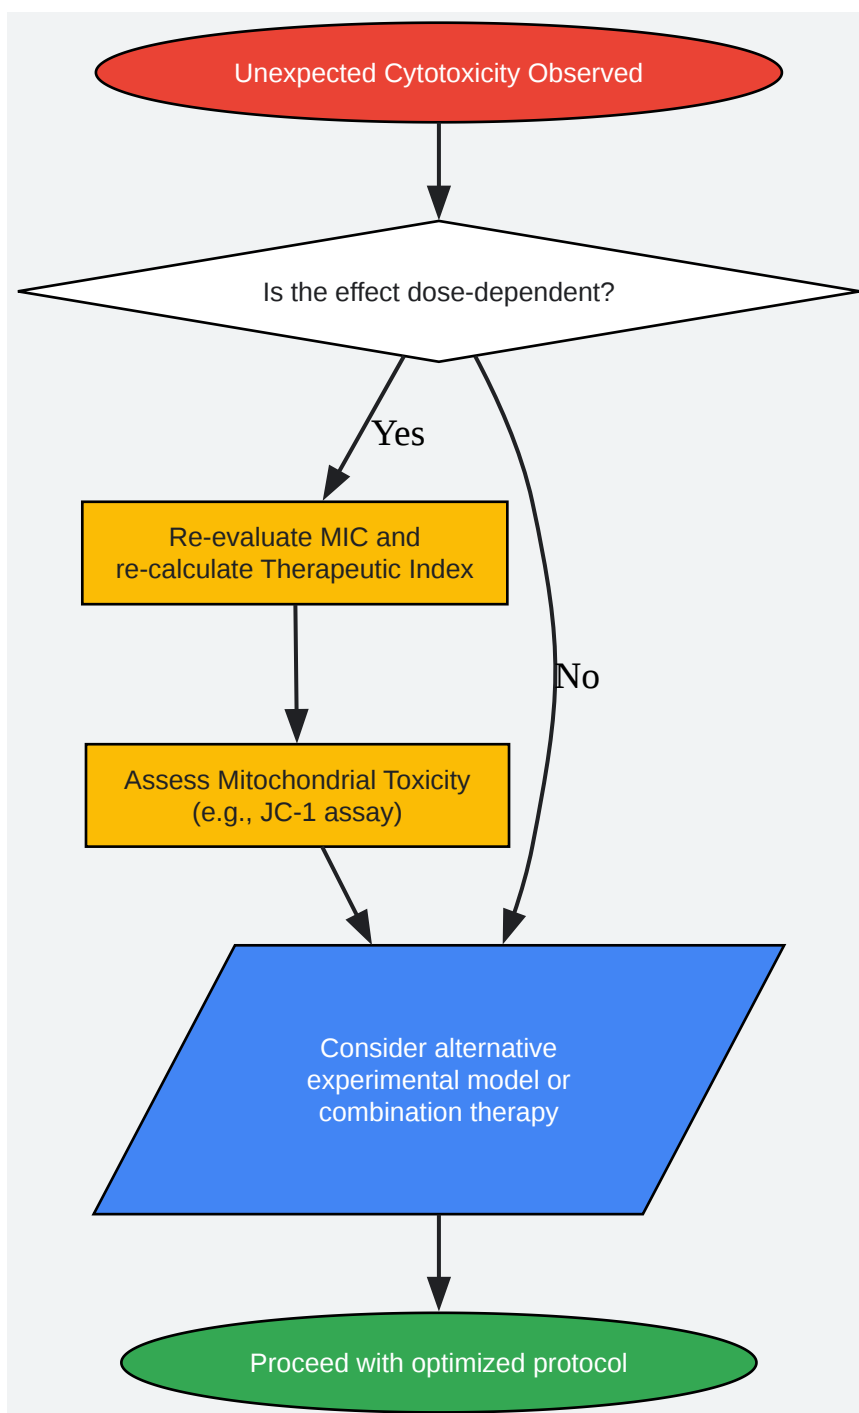 Unexpected Cytotoxicity Observed
Is the effect dose-dependent?
Yes
Re-evaluate MIC and
re-calculate Therapeutic Index
No
Assess Mitochondrial Toxicity
(e.g., JC-1 assay)
Consider alternative
experimental model or
combination therapy
Proceed with optimized protocol